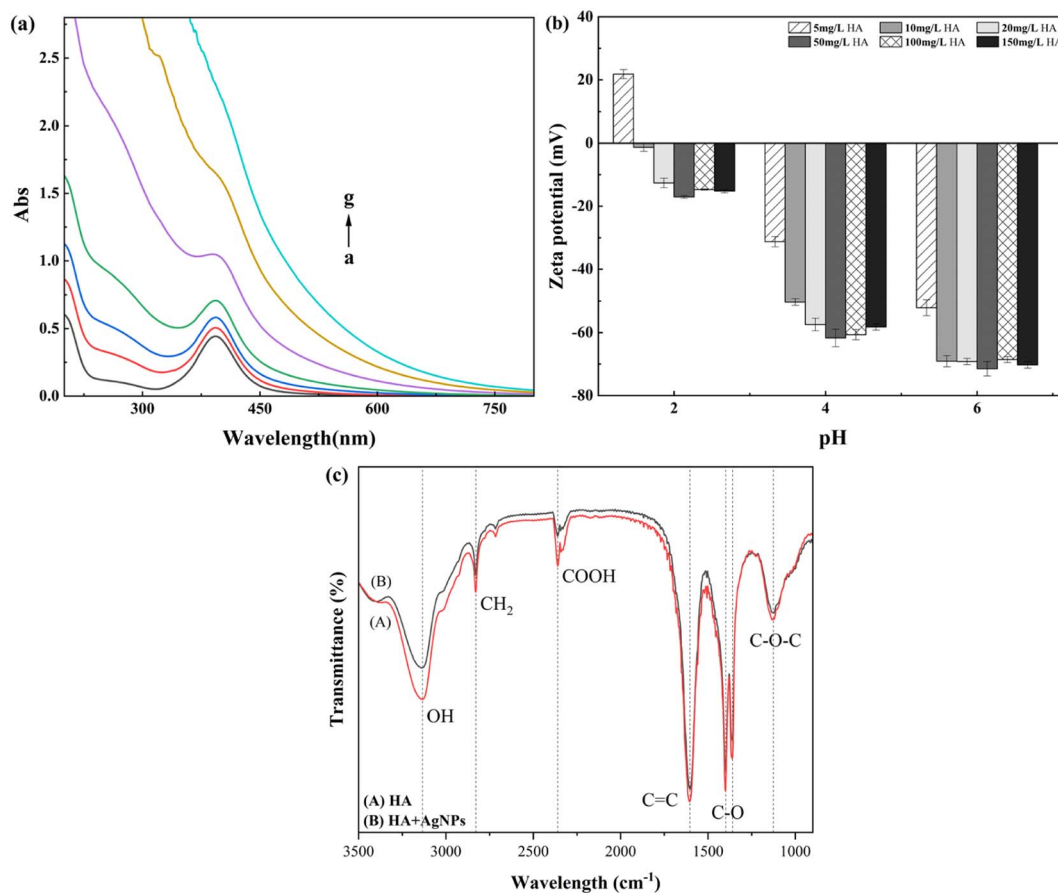 (a)
2.5
2.0
1.5
1.0
0.5
0.0
Abs
g
a
300 450 600 750
Wavelength(nm)
(b)
40
20
0
-20
-40
-60
-80
Zeta potential (mV)
5mg/L HA 10mg/L HA 20mg/L HA
50mg/L HA 100mg/L HA 150mg/L HA
2 4 6
pH
(c)
Transmittance (%)
(B)
(A)
OH
CH2
COOH
C=C
C-O
C-O-C
(A) HA
(B) HA+AgNPs
3500 3000 2500 2000 1500 1000
Wavelength (cm-1)